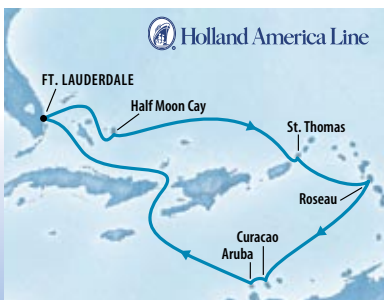 Holland America Line
FT. LAUDERDALE
Half Moon Cay
St. Thomas
Roseau
Curacao
Aruba